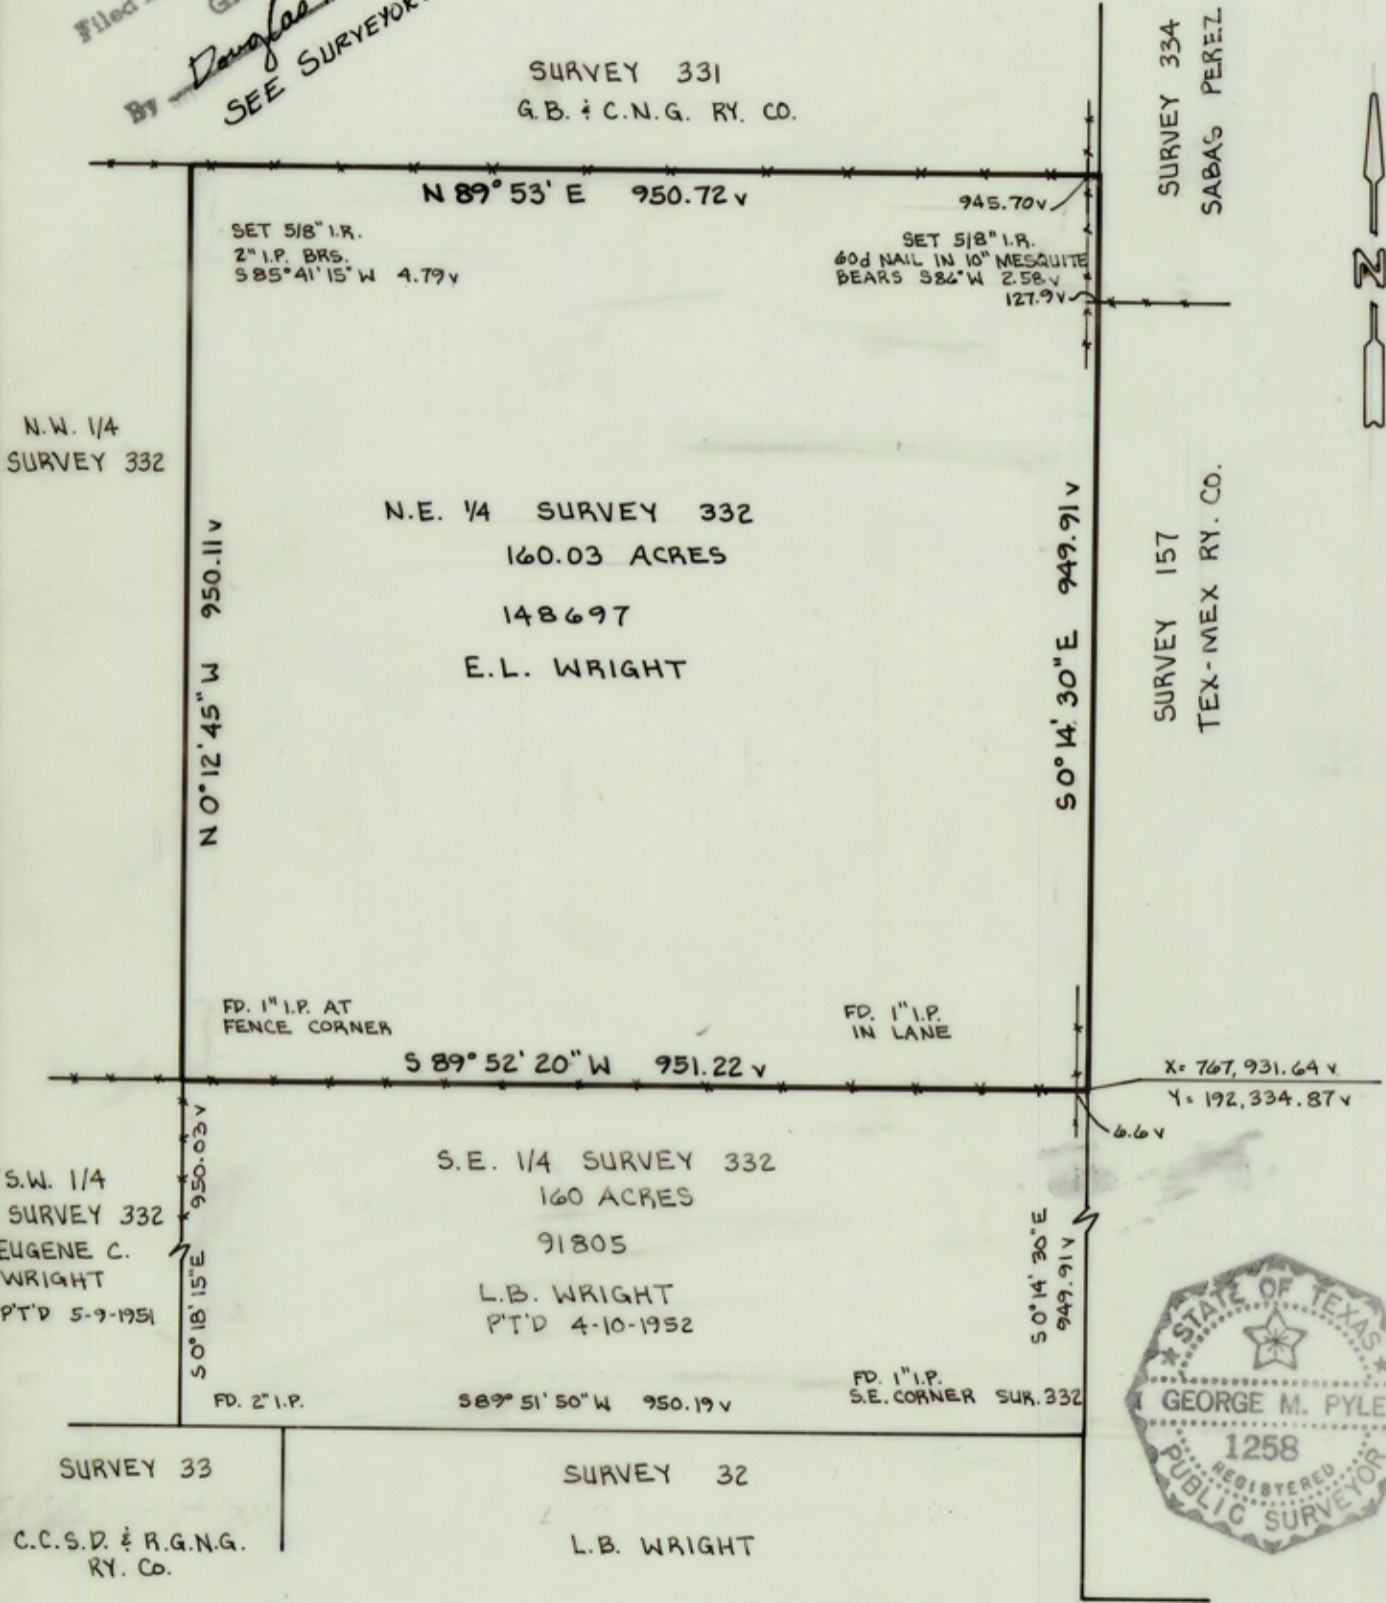 Filed
By Douglas
SEE SURVEYOR
SURVEY 331
G.B. & C.N.G. RY. CO.
SURVEY 334
SABAS PEREZ
N 89° 53' E 950.72 v
945.70 v
SET 5/8" I.R.
2" I.P. BRS.
S 85° 41' 15" W 4.79 v
SET 5/8" I.R.
60d NAIL IN 10" MESQUITE
BEARS S86°W 2.58 v
127.9 v
N
N.W. 1/4
SURVEY 332
N.E. 1/4 SURVEY 332
160.03 ACRES
148697
E.L. WRIGHT
N 0° 12' 45" W 950.11 v
S 0° 14' 30" E 949.91 v
SURVEY 157
TEX-MEX RY. CO.
FD. 1" I.P. AT
FENCE CORNER
FD. 1" I.P.
IN LANE
S 89° 52' 20" W 951.22 v
X= 767,931.64 v
Y= 192,334.87 v
6.6 v
S.W. 1/4
SURVEY 332
EUGENE C.
WRIGHT
P'T'D 5-9-1951
S 0° 18' 15" E 950.03 v
S.E. 1/4 SURVEY 332
160 ACRES
91805
L.B. WRIGHT
P'T'D 4-10-1952
S 0° 14' 30" E
949.91 v
FD. 2" I.P.
S 89° 51' 50" W 950.19 v
FD. 1" I.P.
S.E. CORNER SUR. 332
STATE OF TEXAS
GEORGE M. PYLE
1258
REGISTERED
PUBLIC SURVEYOR
SURVEY 33
C.C.S.D. & R.G.N.G.
RY. CO.
SURVEY 32
L.B. WRIGHT